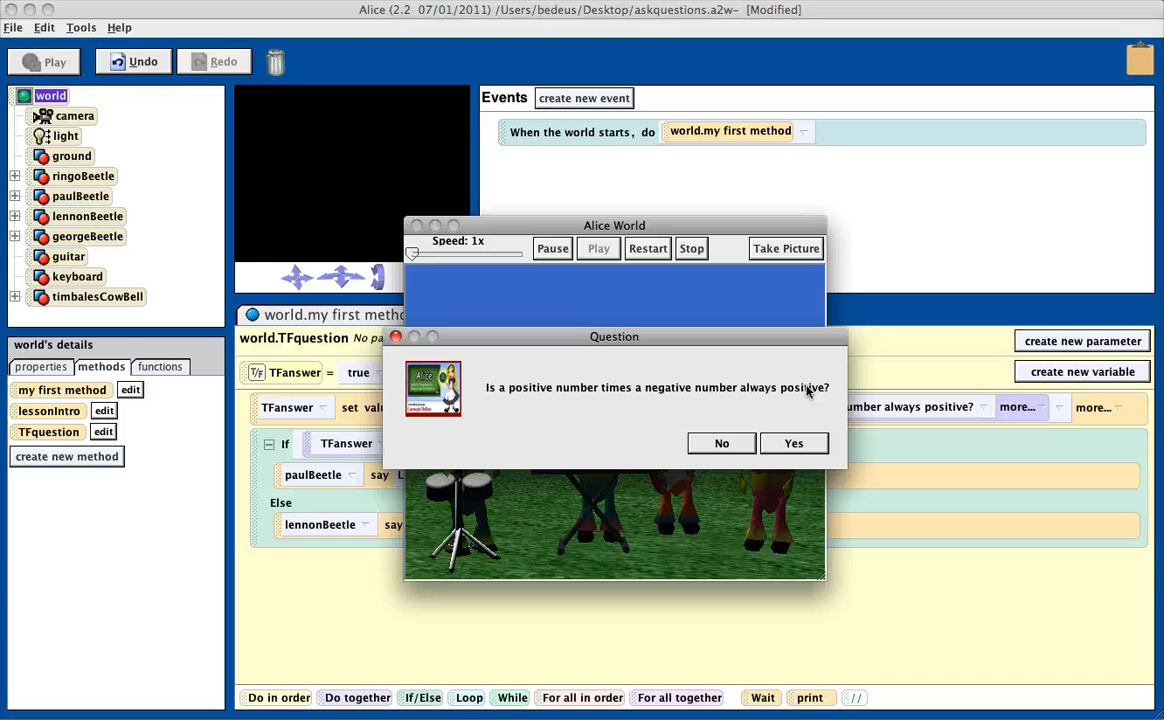 Alice (2.2  07/01/2011) /Users/bedeus/Desktop/askquestions.a2w-  [Modified]
File Edit Tools Help
Play Undo Redo
world
camera
light
ground
ringoBeetle
paulBeetle
lennonBeetle
georgeBeetle
guitar
keyboard
timbalesCowBell
Events create new event
When the world starts, do world.my first method
Alice World
Speed: 1x
Pause Play Restart Stop Take Picture
Question
Alice
Is a positive number times a negative number always positive?
No Yes
world's details
properties methods functions
my first method edit
lessonIntro edit
TFquestion edit
create new method
world.my first metho
world.TFquestion No pa
create new parameter
T/F TFanswer = true
create new variable
TFanswer set valu
umber always positive? more... more...
If TFanswer
paulBeetle say
Else
lennonBeetle say
Do in order Do together If/Else Loop While For all in order For all together Wait print //